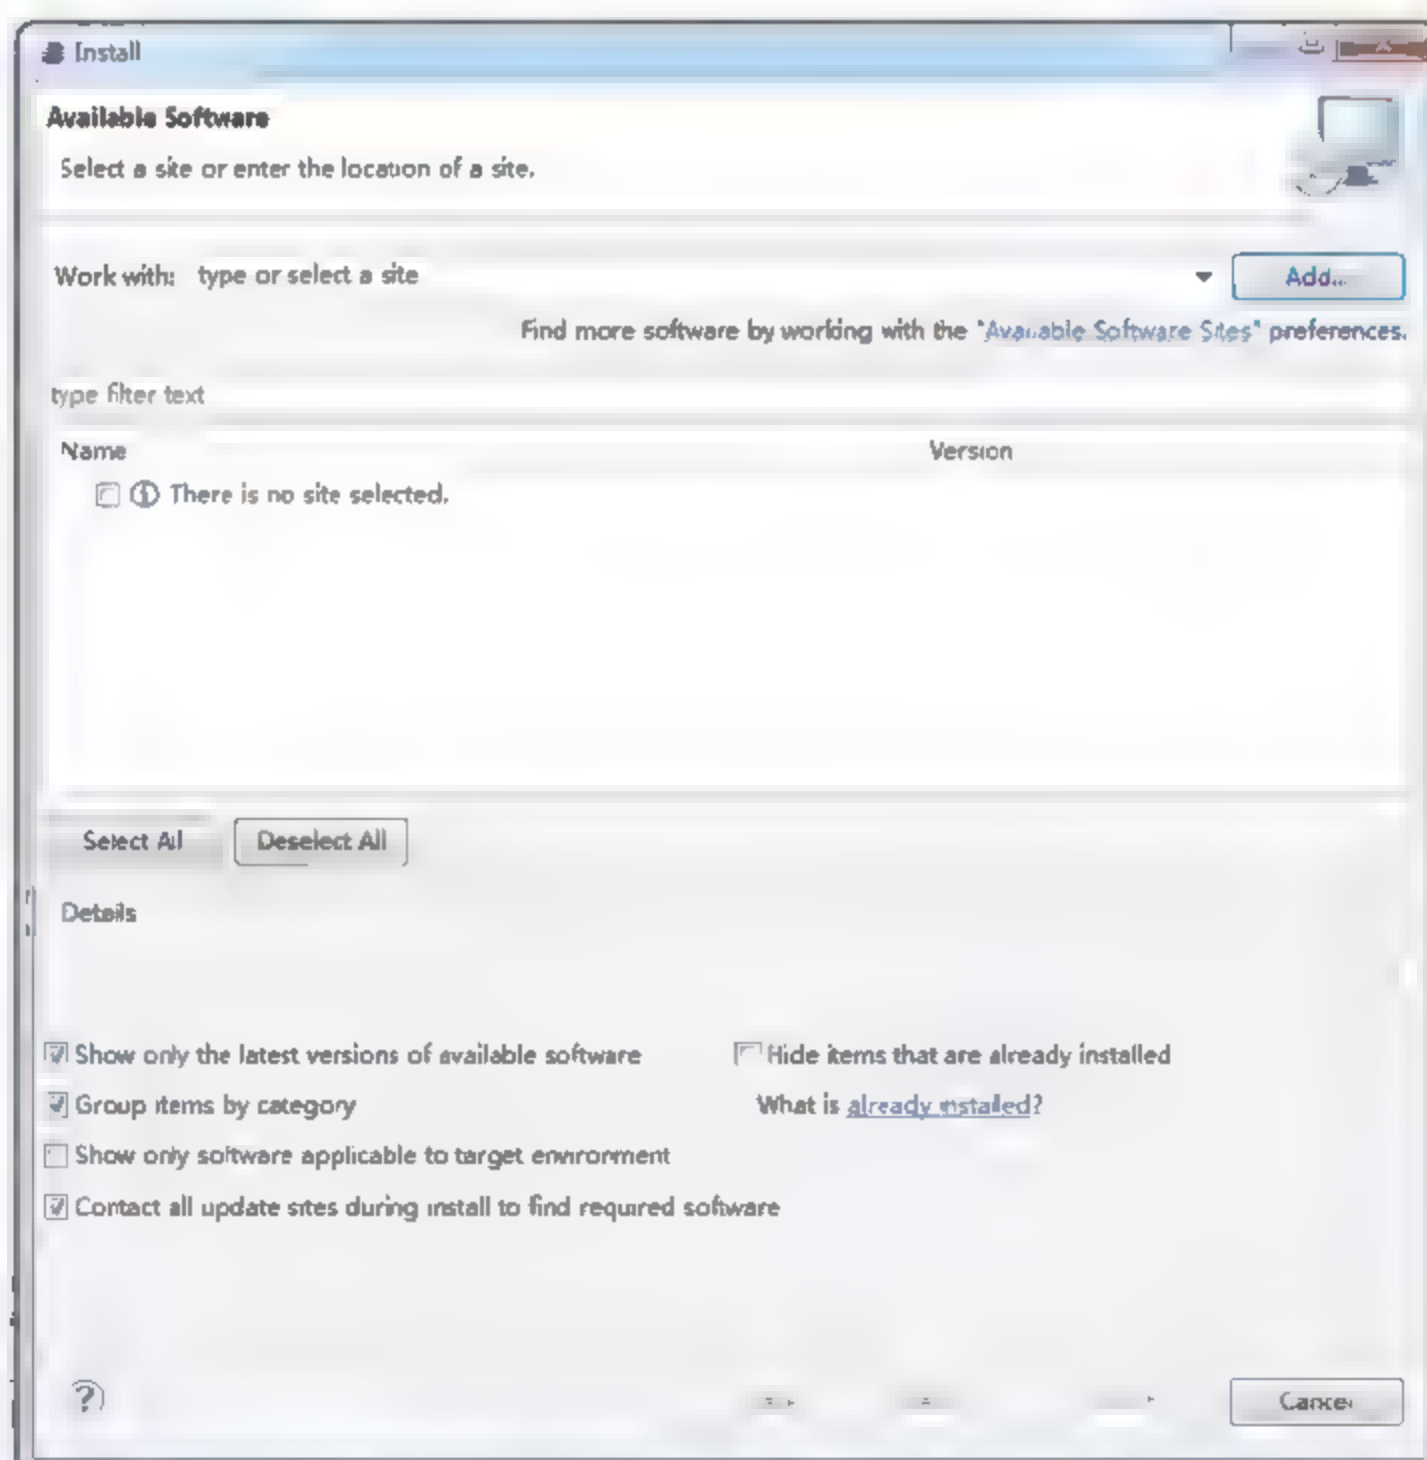 Install
Available Software
Select a site or enter the location of a site.
Work with: type or select a site Add...
Find more software by working with the "Available Software Sites" preferences.
type filter text
Name Version
There is no site selected.
Select All Deselect All
Details
Show only the latest versions of available software Hide items that are already installed
Group items by category What is already installed?
Show only software applicable to target environment
Contact all update sites during install to find required software
? Cancel